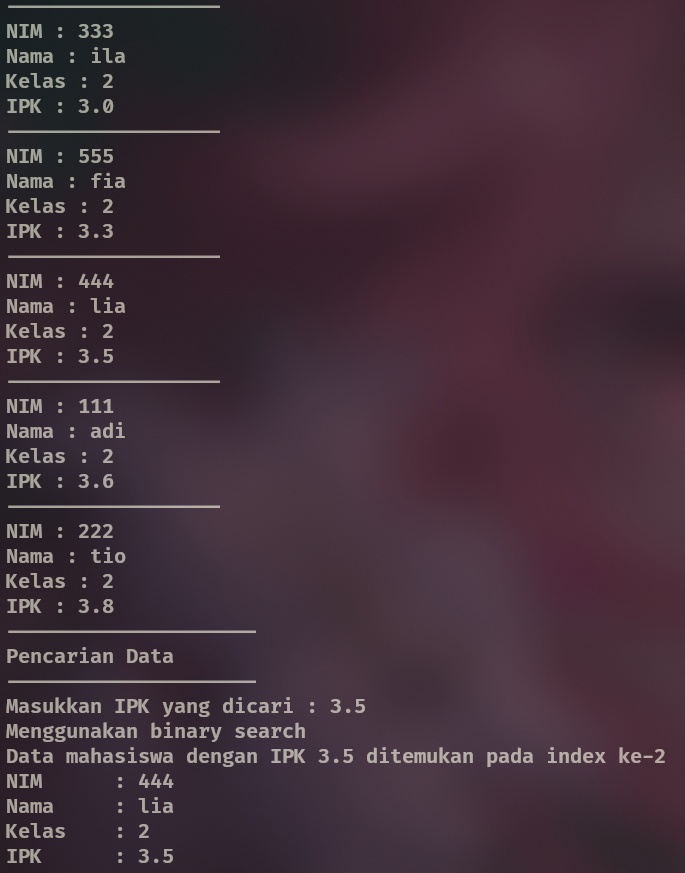 NIM : 333
Nama : ila
Kelas : 2
IPK : 3.0
NIM : 555
Nama : fia
Kelas : 2
IPK : 3.3
NIM : 444
Nama : lia
Kelas : 2
IPK : 3.5
NIM : 111
Nama : adi
Kelas : 2
IPK : 3.6
NIM : 222
Nama : tio
Kelas : 2
IPK : 3.8
Pencarian Data
Masukkan IPK yang dicari : 3.5
Menggunakan binary search
Data mahasiswa dengan IPK 3.5 ditemukan pada index ke-2
NIM : 444
Nama : lia
Kelas : 2
IPK : 3.5